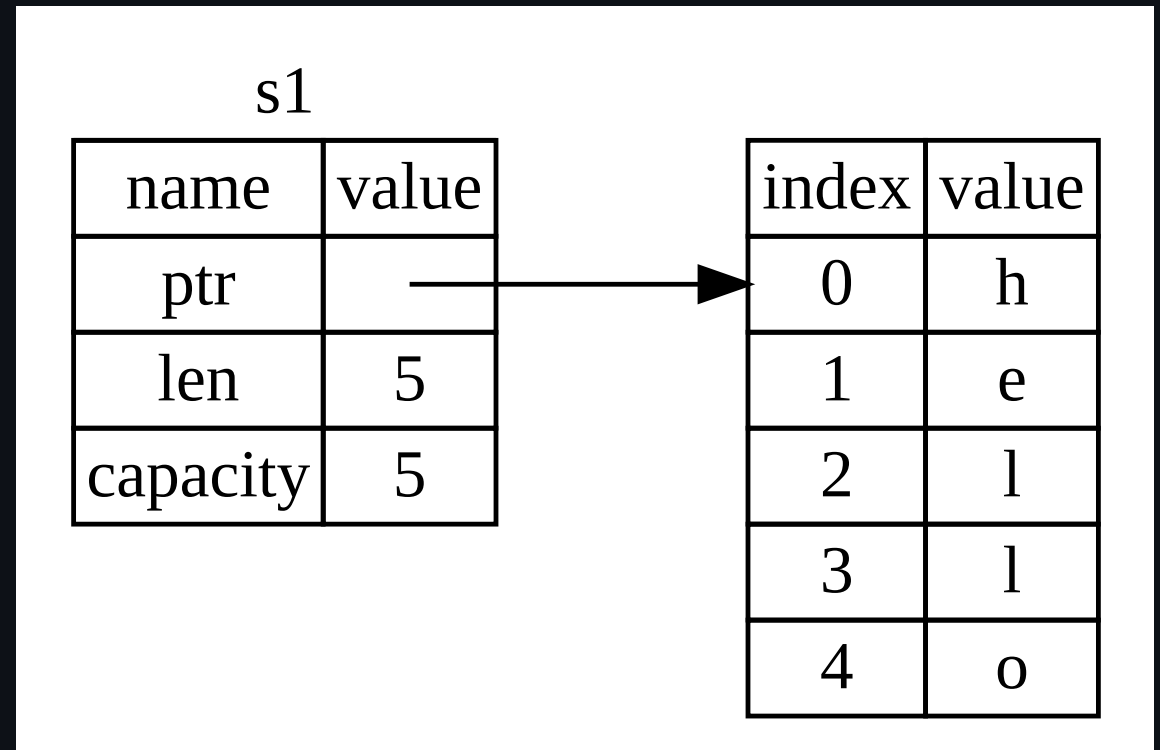 s1
name value
ptr
len 5
capacity 5
index value
0 h
1 e
2 l
3 l
4 o